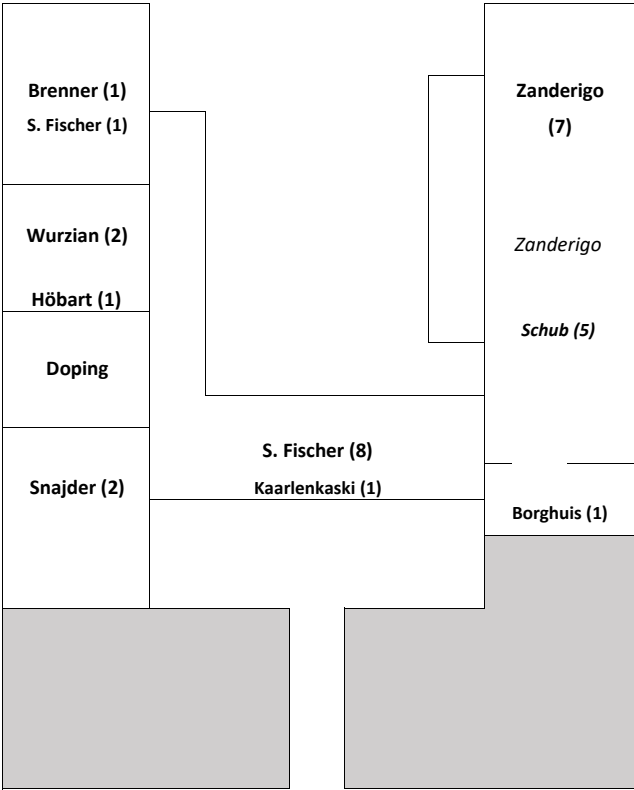 Brenner (1)
S. Fischer (1)
Wurzian (2)
Höbart (1)
Doping
Snajder (2)
S. Fischer (8)
Kaarlenkaski (1)
Zanderigo
(7)
Zanderigo
Schub (5)
Borghuis (1)